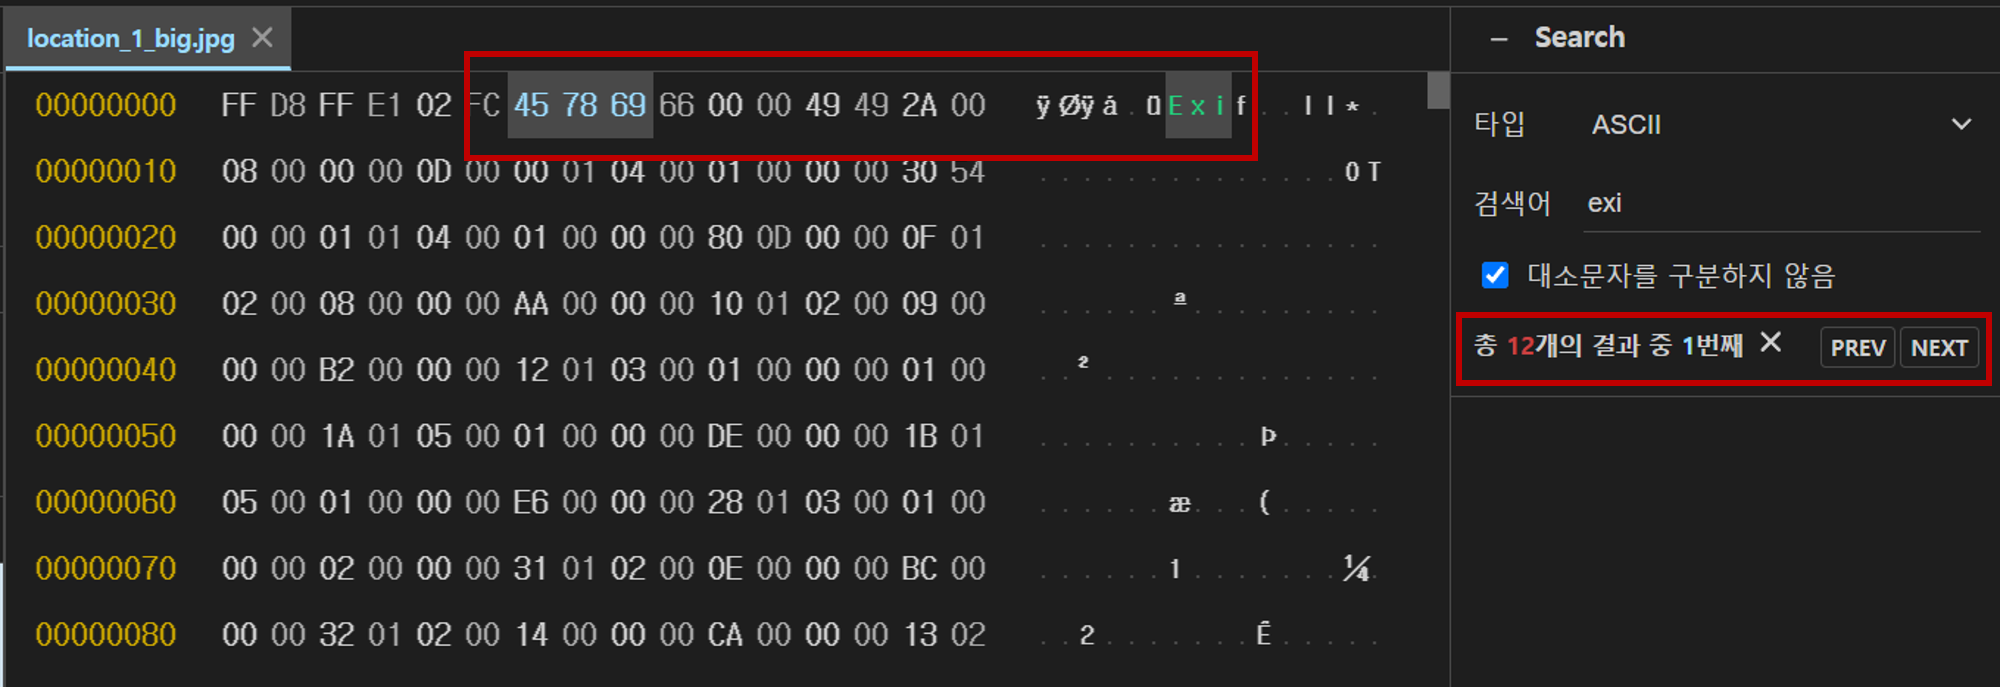 location_1_big.jpg ×
00000000 FF D8 FF E1 02 FC 45 78 69 66 00 00 49 49 2A 00 ÿØÿá.üExif..II*.
00000010 08 00 00 00 0D 00 00 01 04 00 01 00 00 00 30 54 ..............0T
00000020 00 00 01 01 04 00 01 00 00 00 80 0D 00 00 0F 01 ................
00000030 02 00 08 00 00 00 AA 00 00 00 10 01 02 00 09 00 ......ª.........
00000040 00 00 B2 00 00 00 12 01 03 00 01 00 00 00 01 00 ..².............
00000050 00 00 1A 01 05 00 01 00 00 00 DE 00 00 00 1B 01 ..........Þ.....
00000060 05 00 01 00 00 00 E6 00 00 00 28 01 03 00 01 00 ......æ...(.....
00000070 00 00 02 00 00 00 31 01 02 00 0E 00 00 00 BC 00 ......1.......¼.
00000080 00 00 32 01 02 00 14 00 00 00 CA 00 00 00 13 02 ..2.......Ê.....
− Search
타입 ASCII
검색어 exi
대소문자를 구분하지 않음
총 12개의 결과 중 1번째 × PREV NEXT